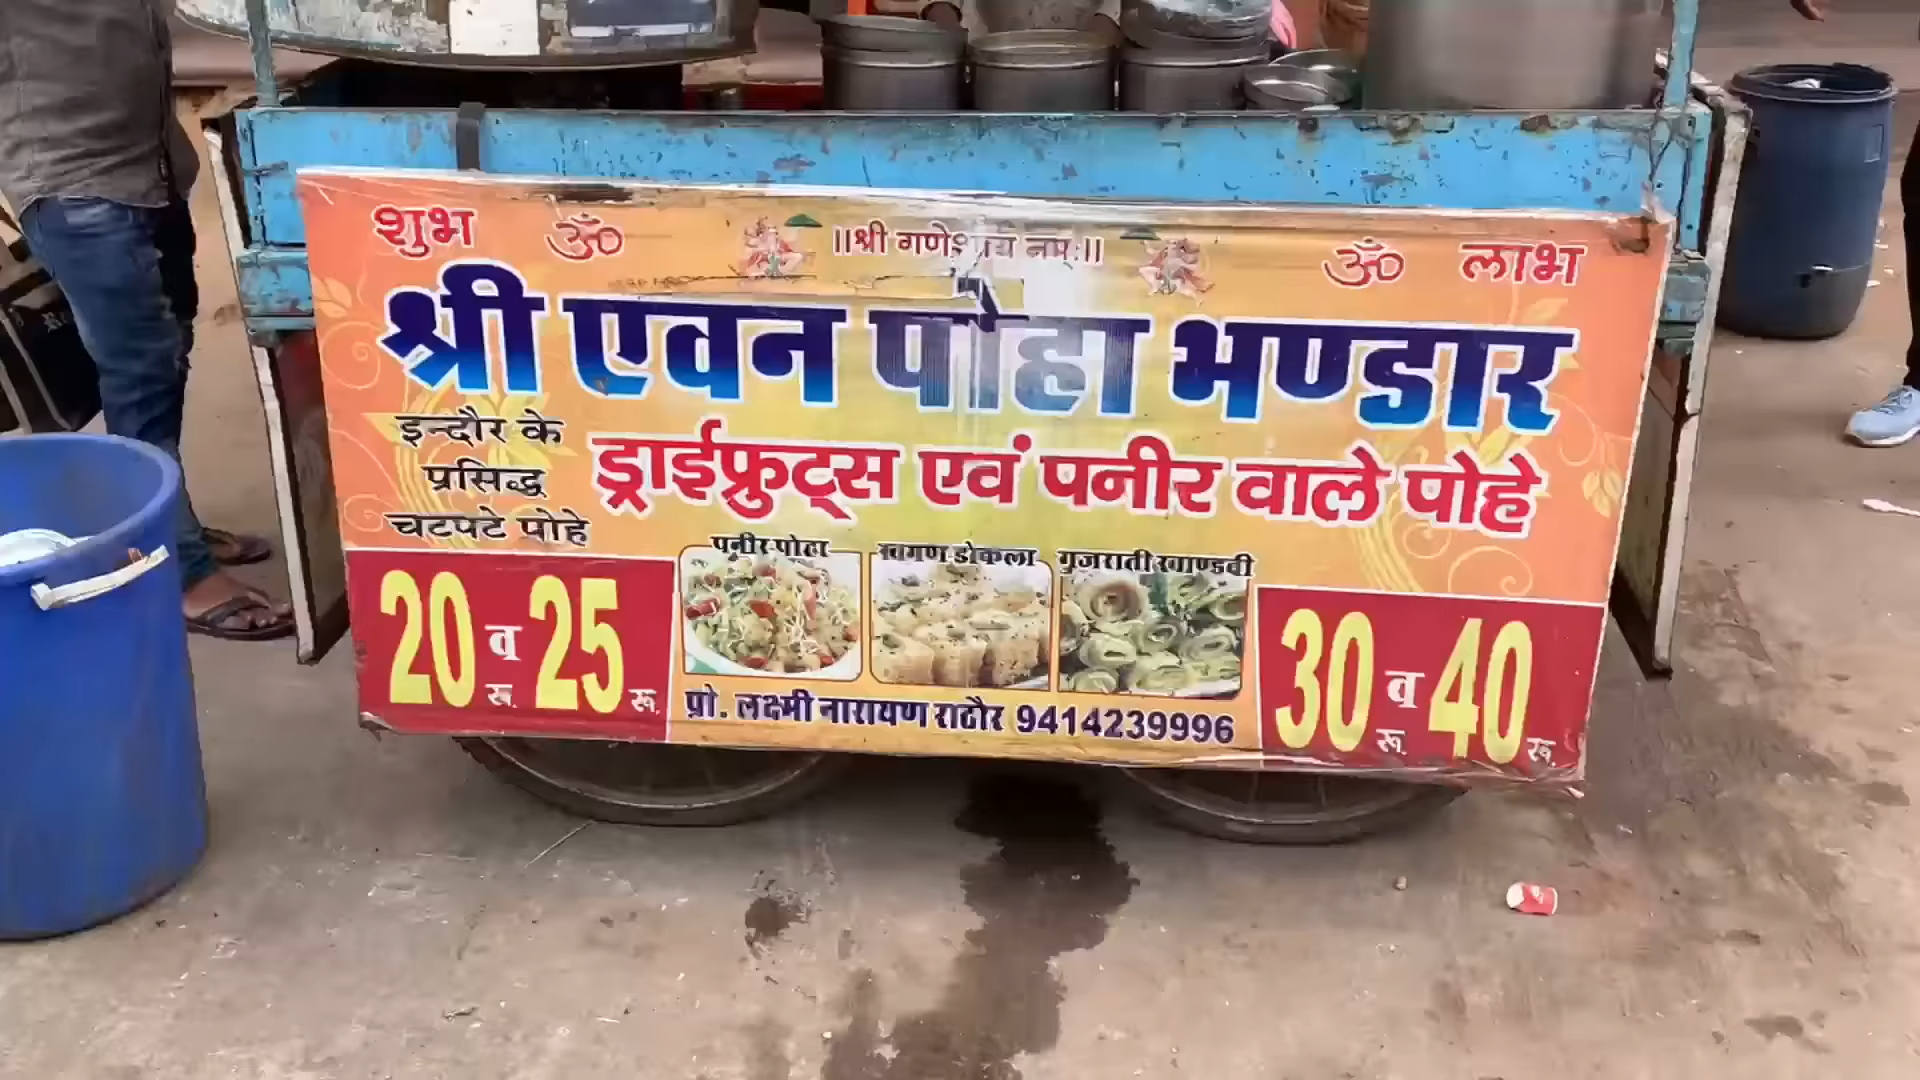 शुभ ॐ ॥श्री गणेशाय नमः॥ ॐ लाभ
श्री एवन पोहा भण्डार
इन्दौर के
प्रसिद्ध
चटपटे पोहे
ड्राईफ्रुट्स एवं पनीर वाले पोहे
पनीर पोहा खमण ढोकला गुजराती खाण्डवी
20 रू. व 25 रू.
प्रो. लक्ष्मी नारायण राठौर 9414239996
30 रू. व 40 रू.